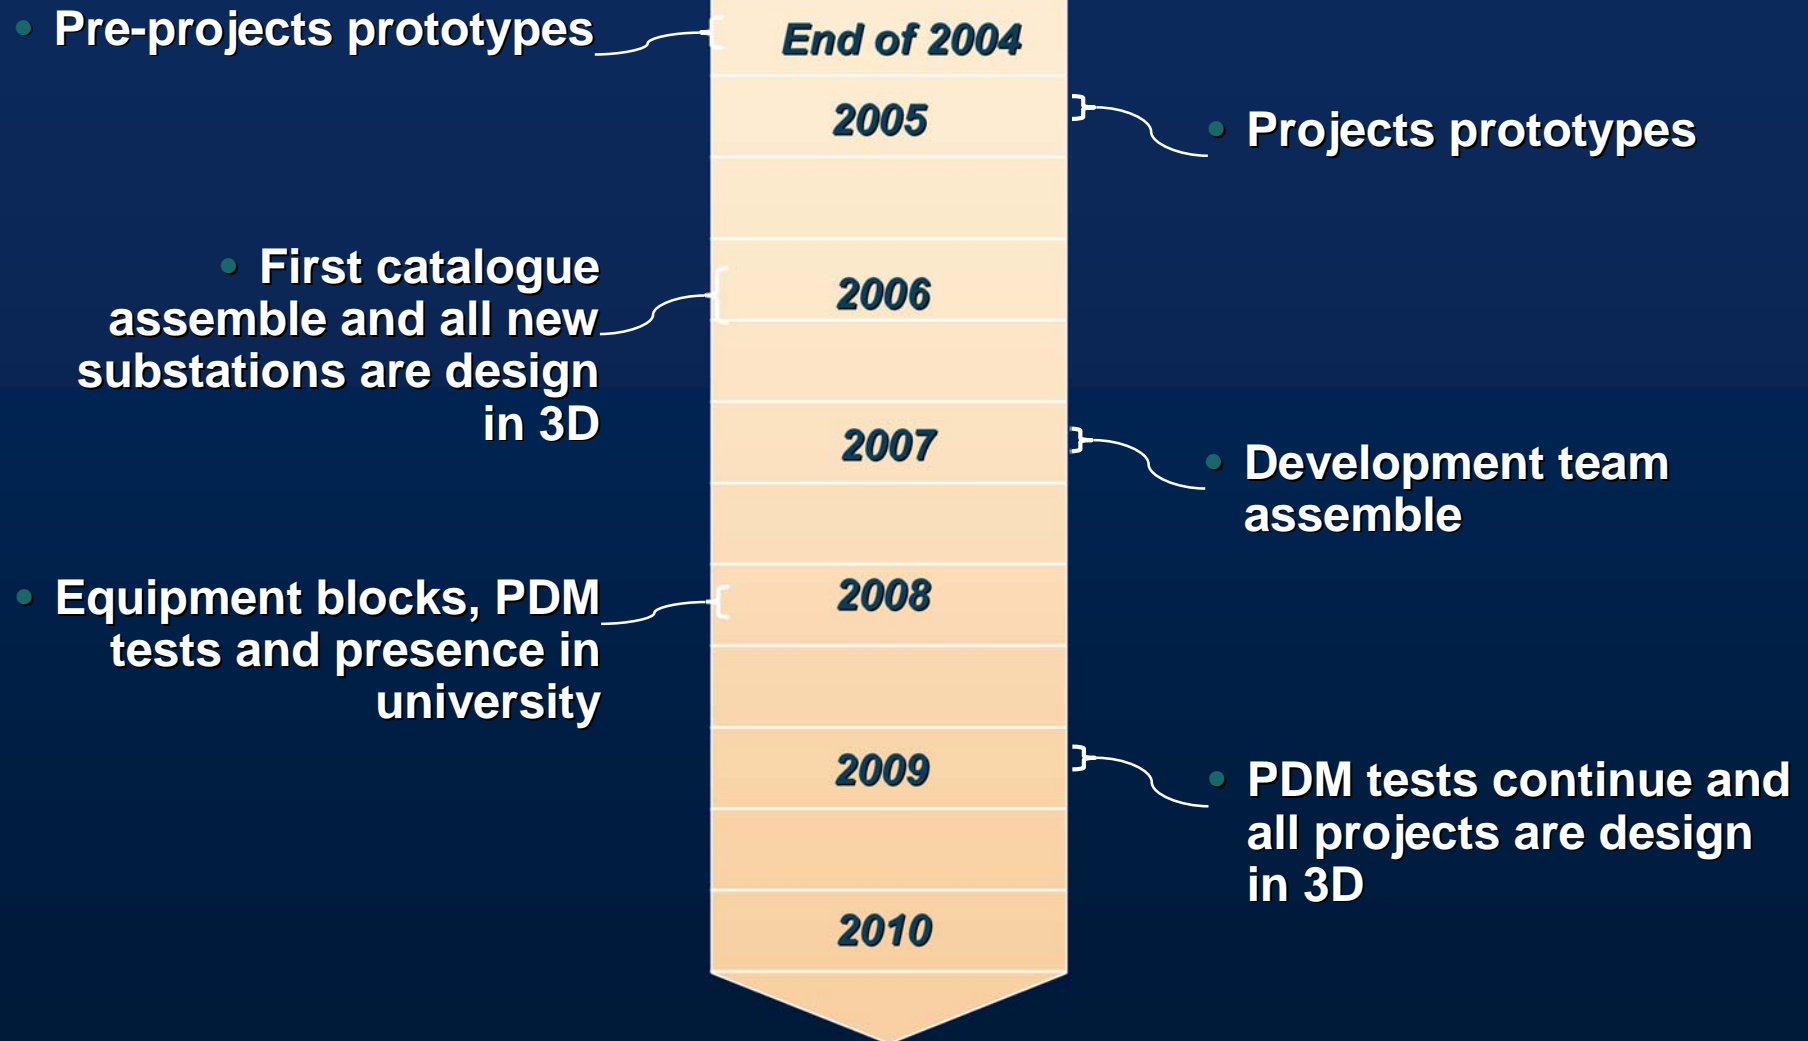 • Pre-projects prototypes
End of 2004
2005
• Projects prototypes
• First catalogue
assemble and all new
substations are design
in 3D
2006
2007
• Development team
assemble
• Equipment blocks, PDM
tests and presence in
university
2008
2009
• PDM tests continue and
all projects are design
in 3D
2010